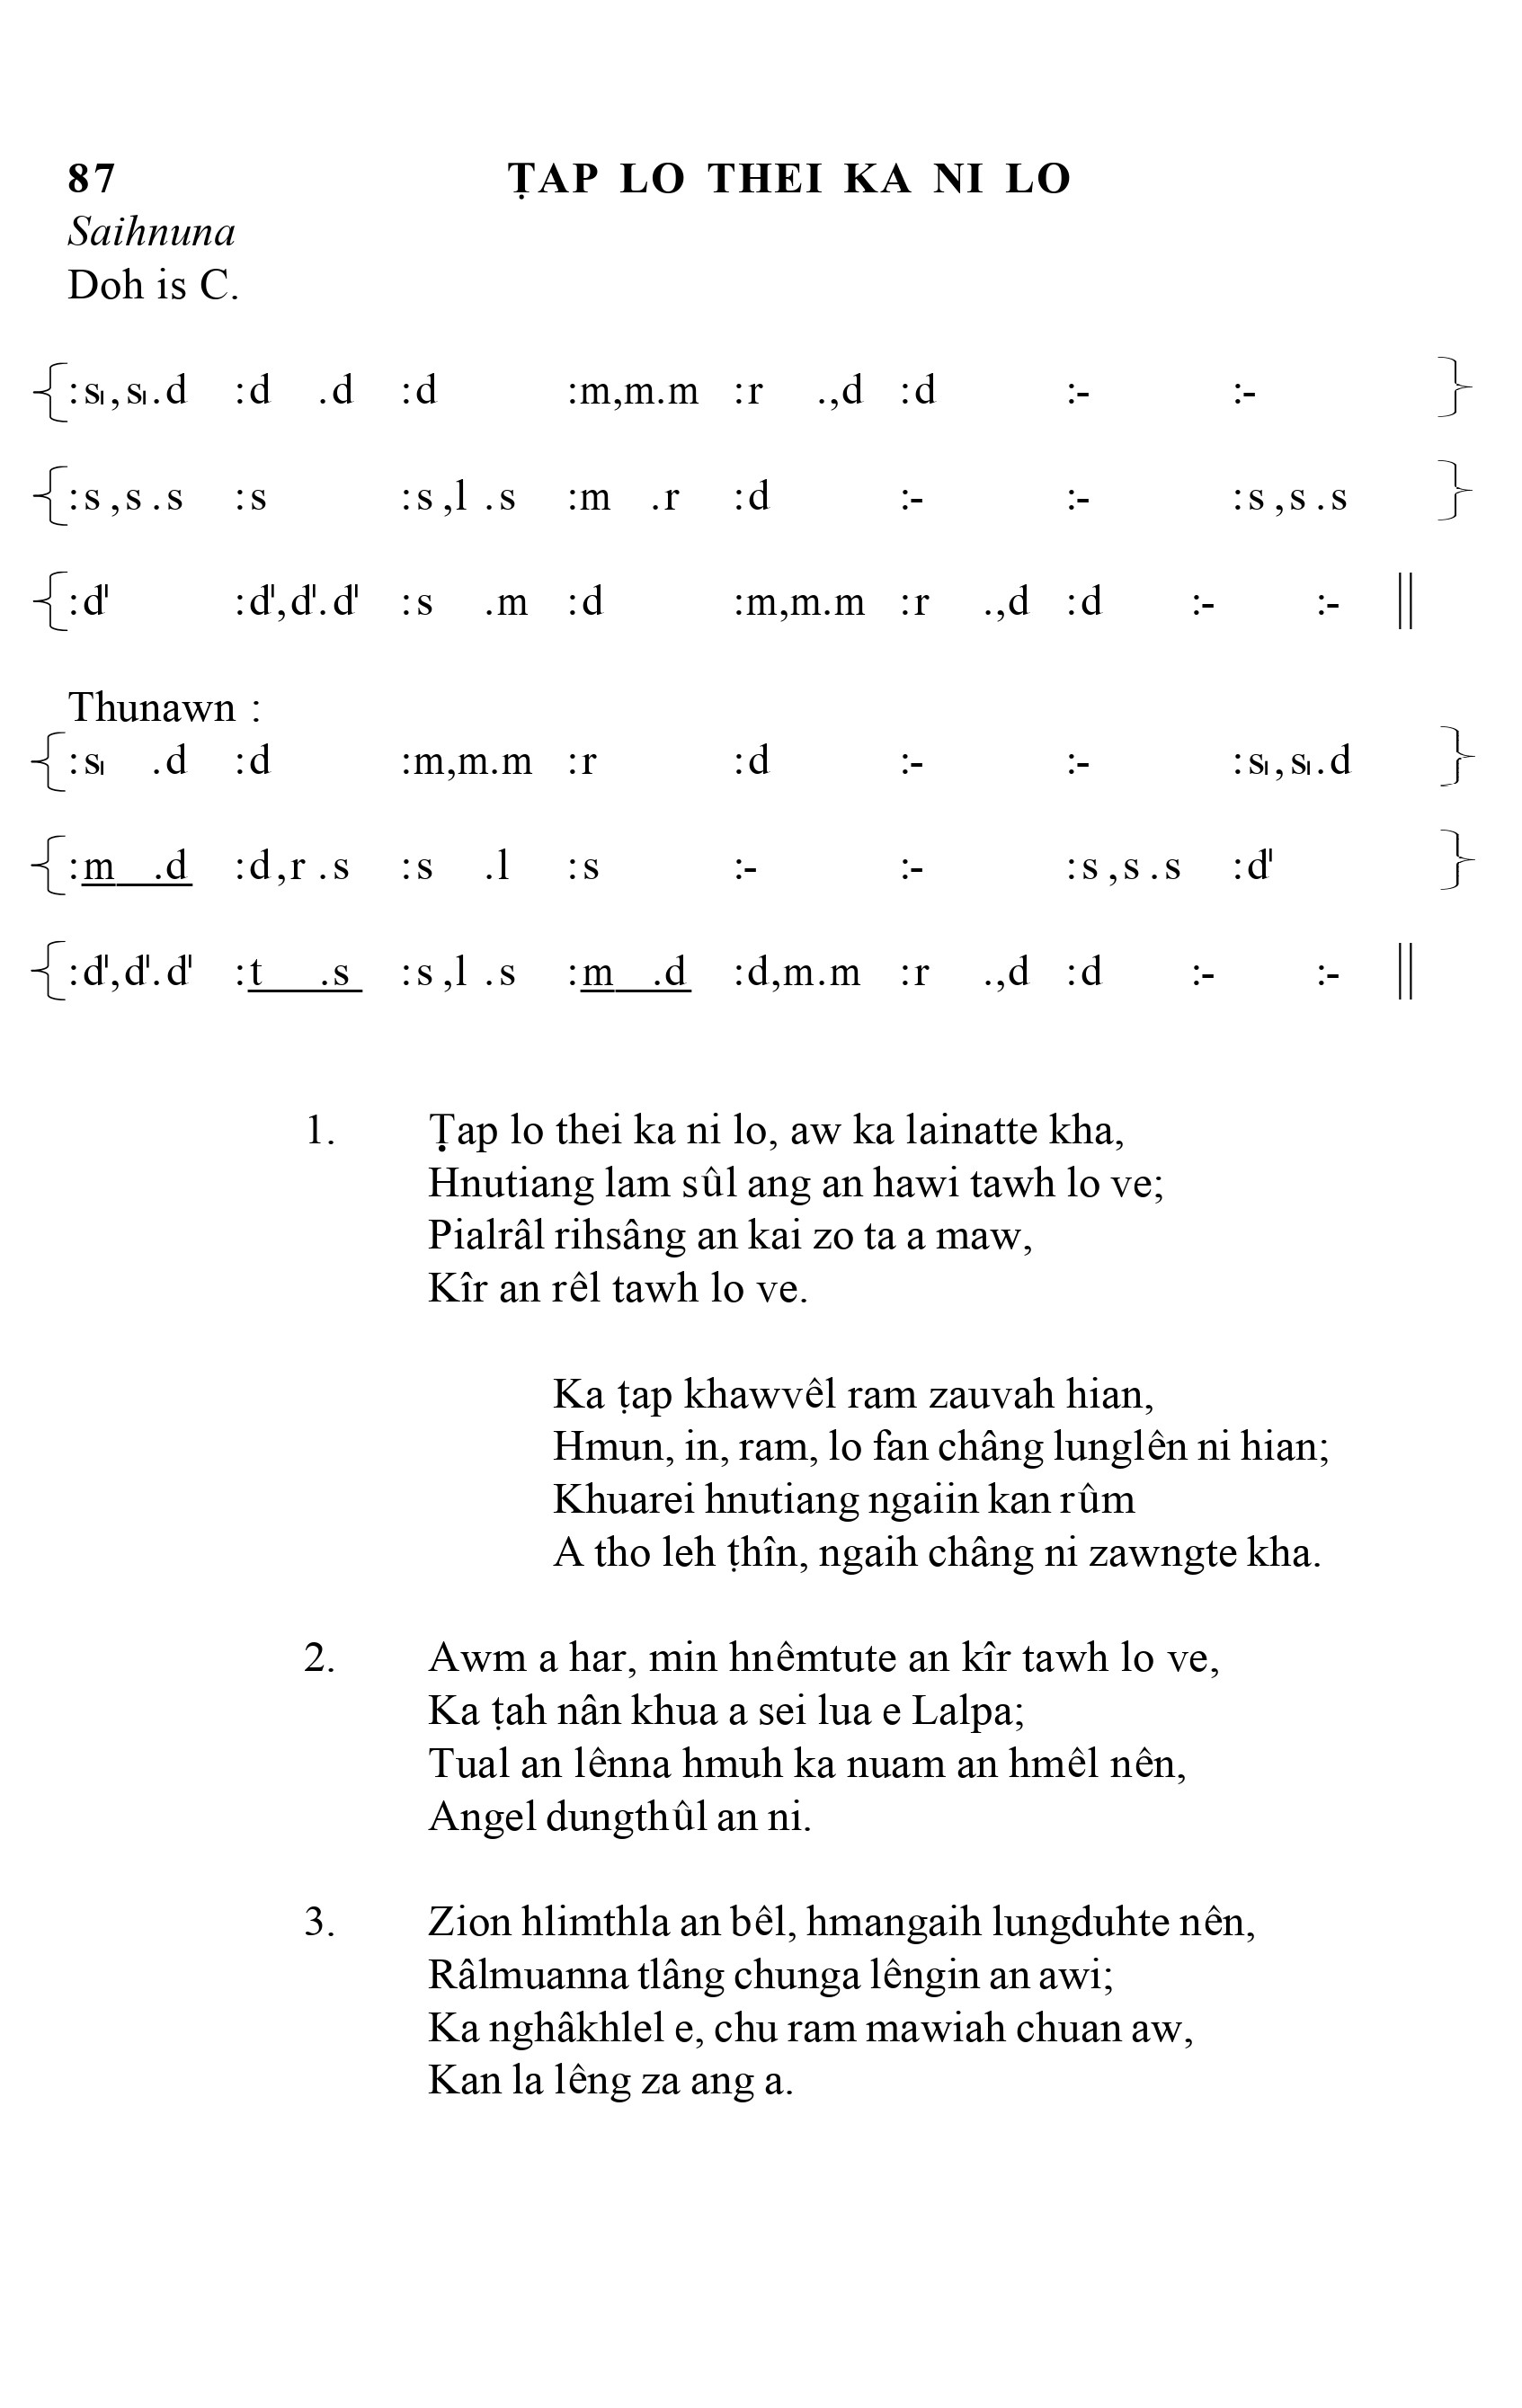 87 ṬAP LO THEI KA NI LO
Saihnuna
Doh is C.
{:s₁,s₁.d :d .d :d :m,m.m :r .,d :d :- :- }
{:s,s.s :s :s,l.s :m .r :d :- :- :s,s.s }
{:d' :d',d'.d' :s .m :d :m,m.m :r .,d :d :- :- ||
Thunawn :
{:s₁ .d :d :m,m.m :r :d :- :- :s₁,s₁.d }
{:m .d :d,r.s :s .l :s :- :- :s,s.s :d' }
{:d',d'.d' :t .s :s,l.s :m .d :d,m.m :r .,d :d :- :- ||
1. Ṭap lo thei ka ni lo, aw ka lainatte kha,
Hnutiang lam sûl ang an hawi tawh lo ve;
Pialrâl rihsâng an kai zo ta a maw,
Kîr an rêl tawh lo ve.
Ka ṭap khawvêl ram zauvah hian,
Hmun, in, ram, lo fan châng lunglên ni hian;
Khuarei hnutiang ngaiin kan rûm
A tho leh ṭhîn, ngaih châng ni zawngte kha.
2. Awm a har, min hnêmtute an kîr tawh lo ve,
Ka ṭah nân khua a sei lua e Lalpa;
Tual an lênna hmuh ka nuam an hmêl nên,
Angel dungthûl an ni.
3. Zion hlimthla an bêl, hmangaih lungduhte nên,
Râlmuanna tlâng chunga lêngin an awi;
Ka nghâkhlel e, chu ram mawiah chuan aw,
Kan la lêng za ang a.